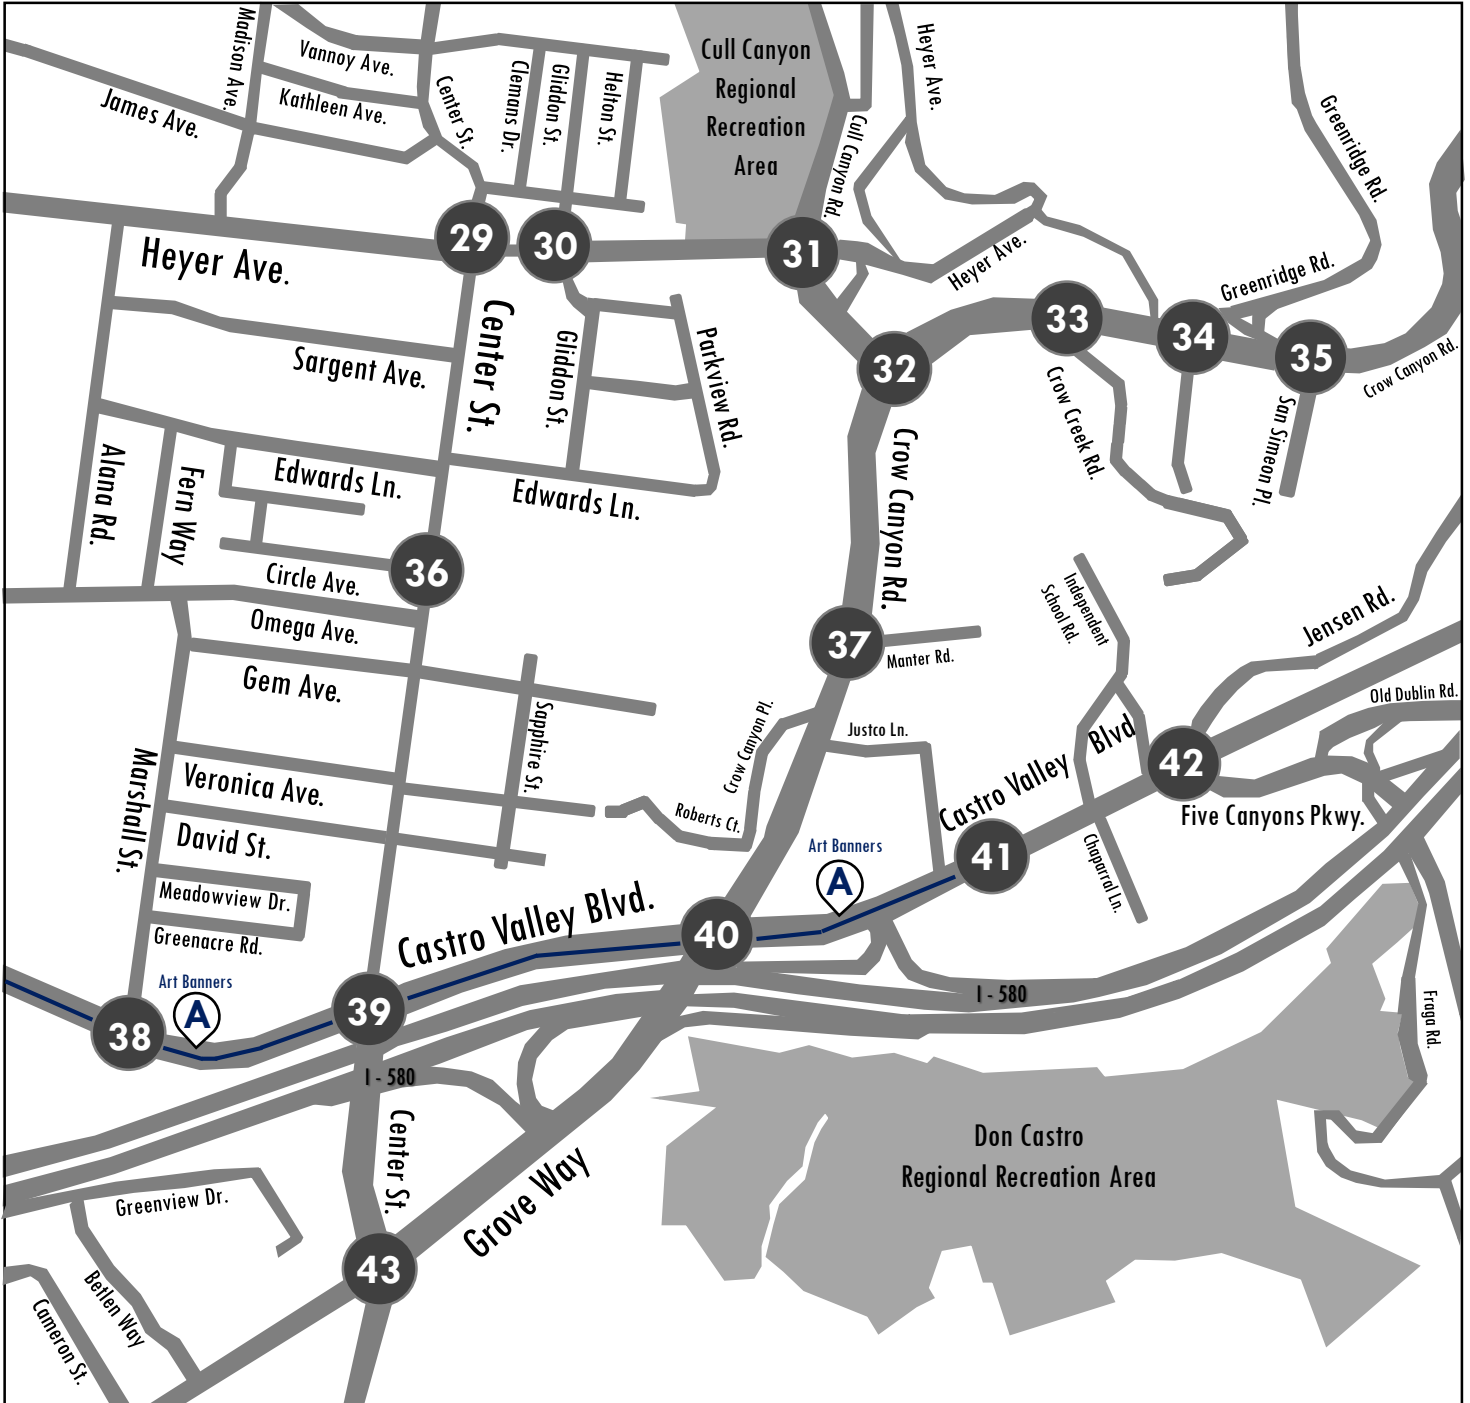 Madison Ave.
Vannoy Ave.
Kathleen Ave.
James Ave.
Center St.
Clemans Dr.
Gliddon St.
Helton St.
Cull Canyon
Regional
Recreation
Area
Cull Canyon Rd.
Heyer Ave.
Greenridge Rd.
29
30
31
Heyer Ave.
Heyer Ave.
Greenridge Rd.
32
33
34
35
Crow Canyon Rd.
Sargent Ave.
Center St.
Gliddon St.
Parkview Rd.
Crow Creek Rd.
San Simeon Pl.
Alana Rd.
Fern Way
Edwards Ln.
Edwards Ln.
Crow Canyon Rd.
Circle Ave.
36
Omega Ave.
Gem Ave.
37
Manter Rd.
Independent
School Rd.
Jensen Rd.
Old Dublin Rd.
Sapphire St.
Crow Canyon Pl.
Justco Ln.
Castro Valley Blvd
42
Marshall St.
Veronica Ave.
Roberts Ct.
Five Canyons Pkwy.
David St.
Art Banners
A
41
Chaparral Ln.
Meadowview Dr.
Greenacre Rd.
Castro Valley Blvd.
40
Art Banners
A
38
39
I - 580
Fraga Rd.
I - 580
Center St.
Don Castro
Regional Recreation Area
Greenview Dr.
Grove Way
43
Betlen Way
Cameron St.